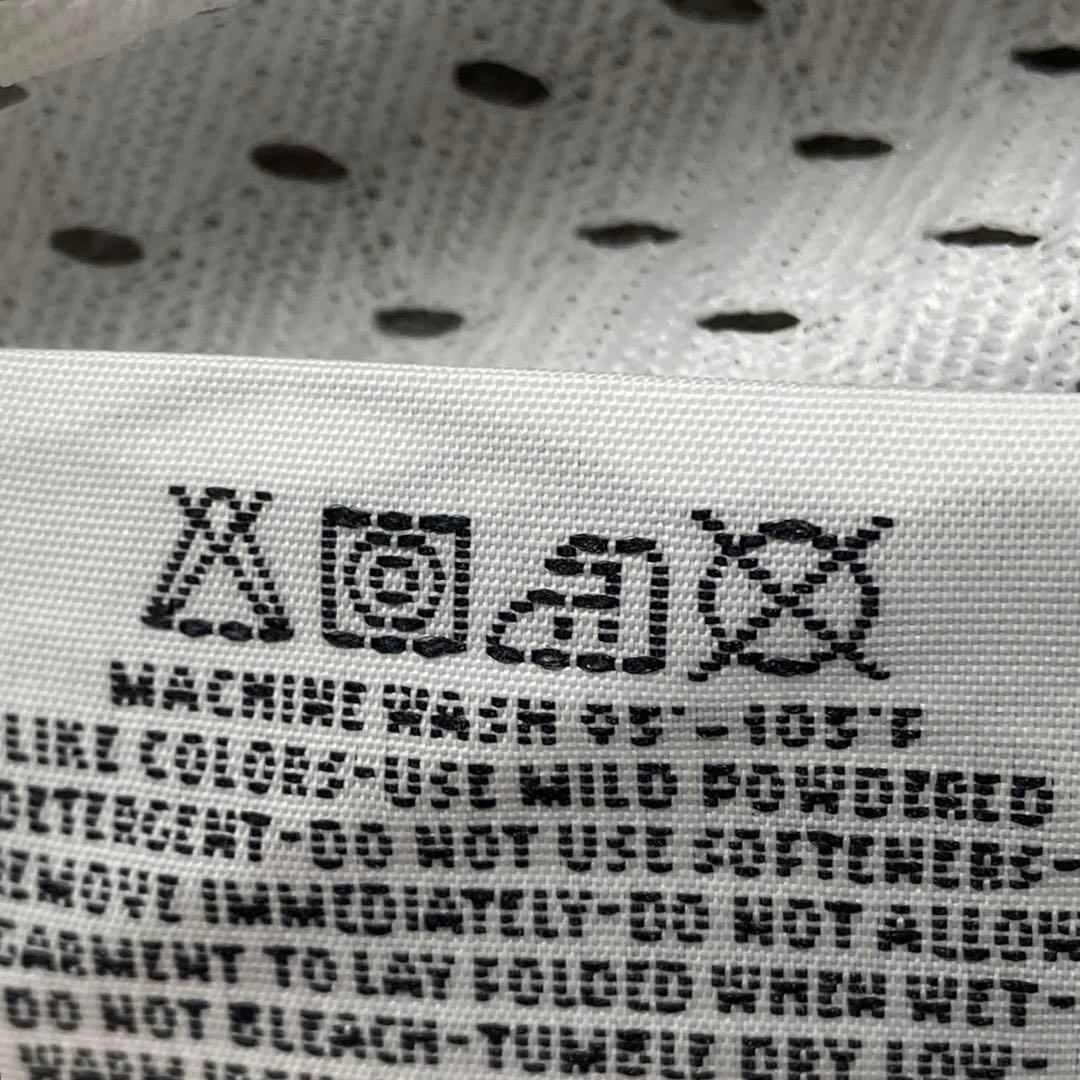 MACHINE WASH 95°-105°F
LIKE COLORS-USE MILD POWDERED
DETERGENT-DO NOT USE SOFTENERS-
REMOVE IMMEDIATELY-DO NOT ALLOW
GARMENT TO LAY FOLDED WHEN WET-
DO NOT BLEACH-TUMBLE DRY LOW-
WARM